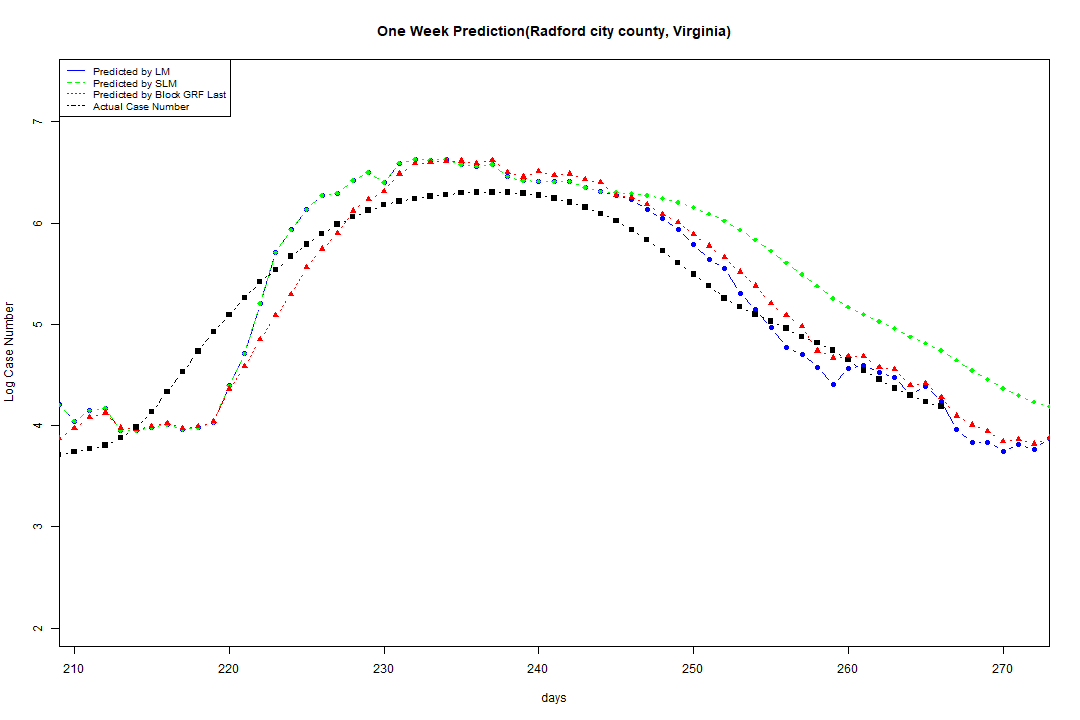 One Week Prediction(Radford city county, Virginia)
Predicted by LM
Predicted by SLM
Predicted by Block GRF Last
Actual Case Number
7
6
5
4
3
2
Log Case Number
210 220 230 240 250 260 270
days